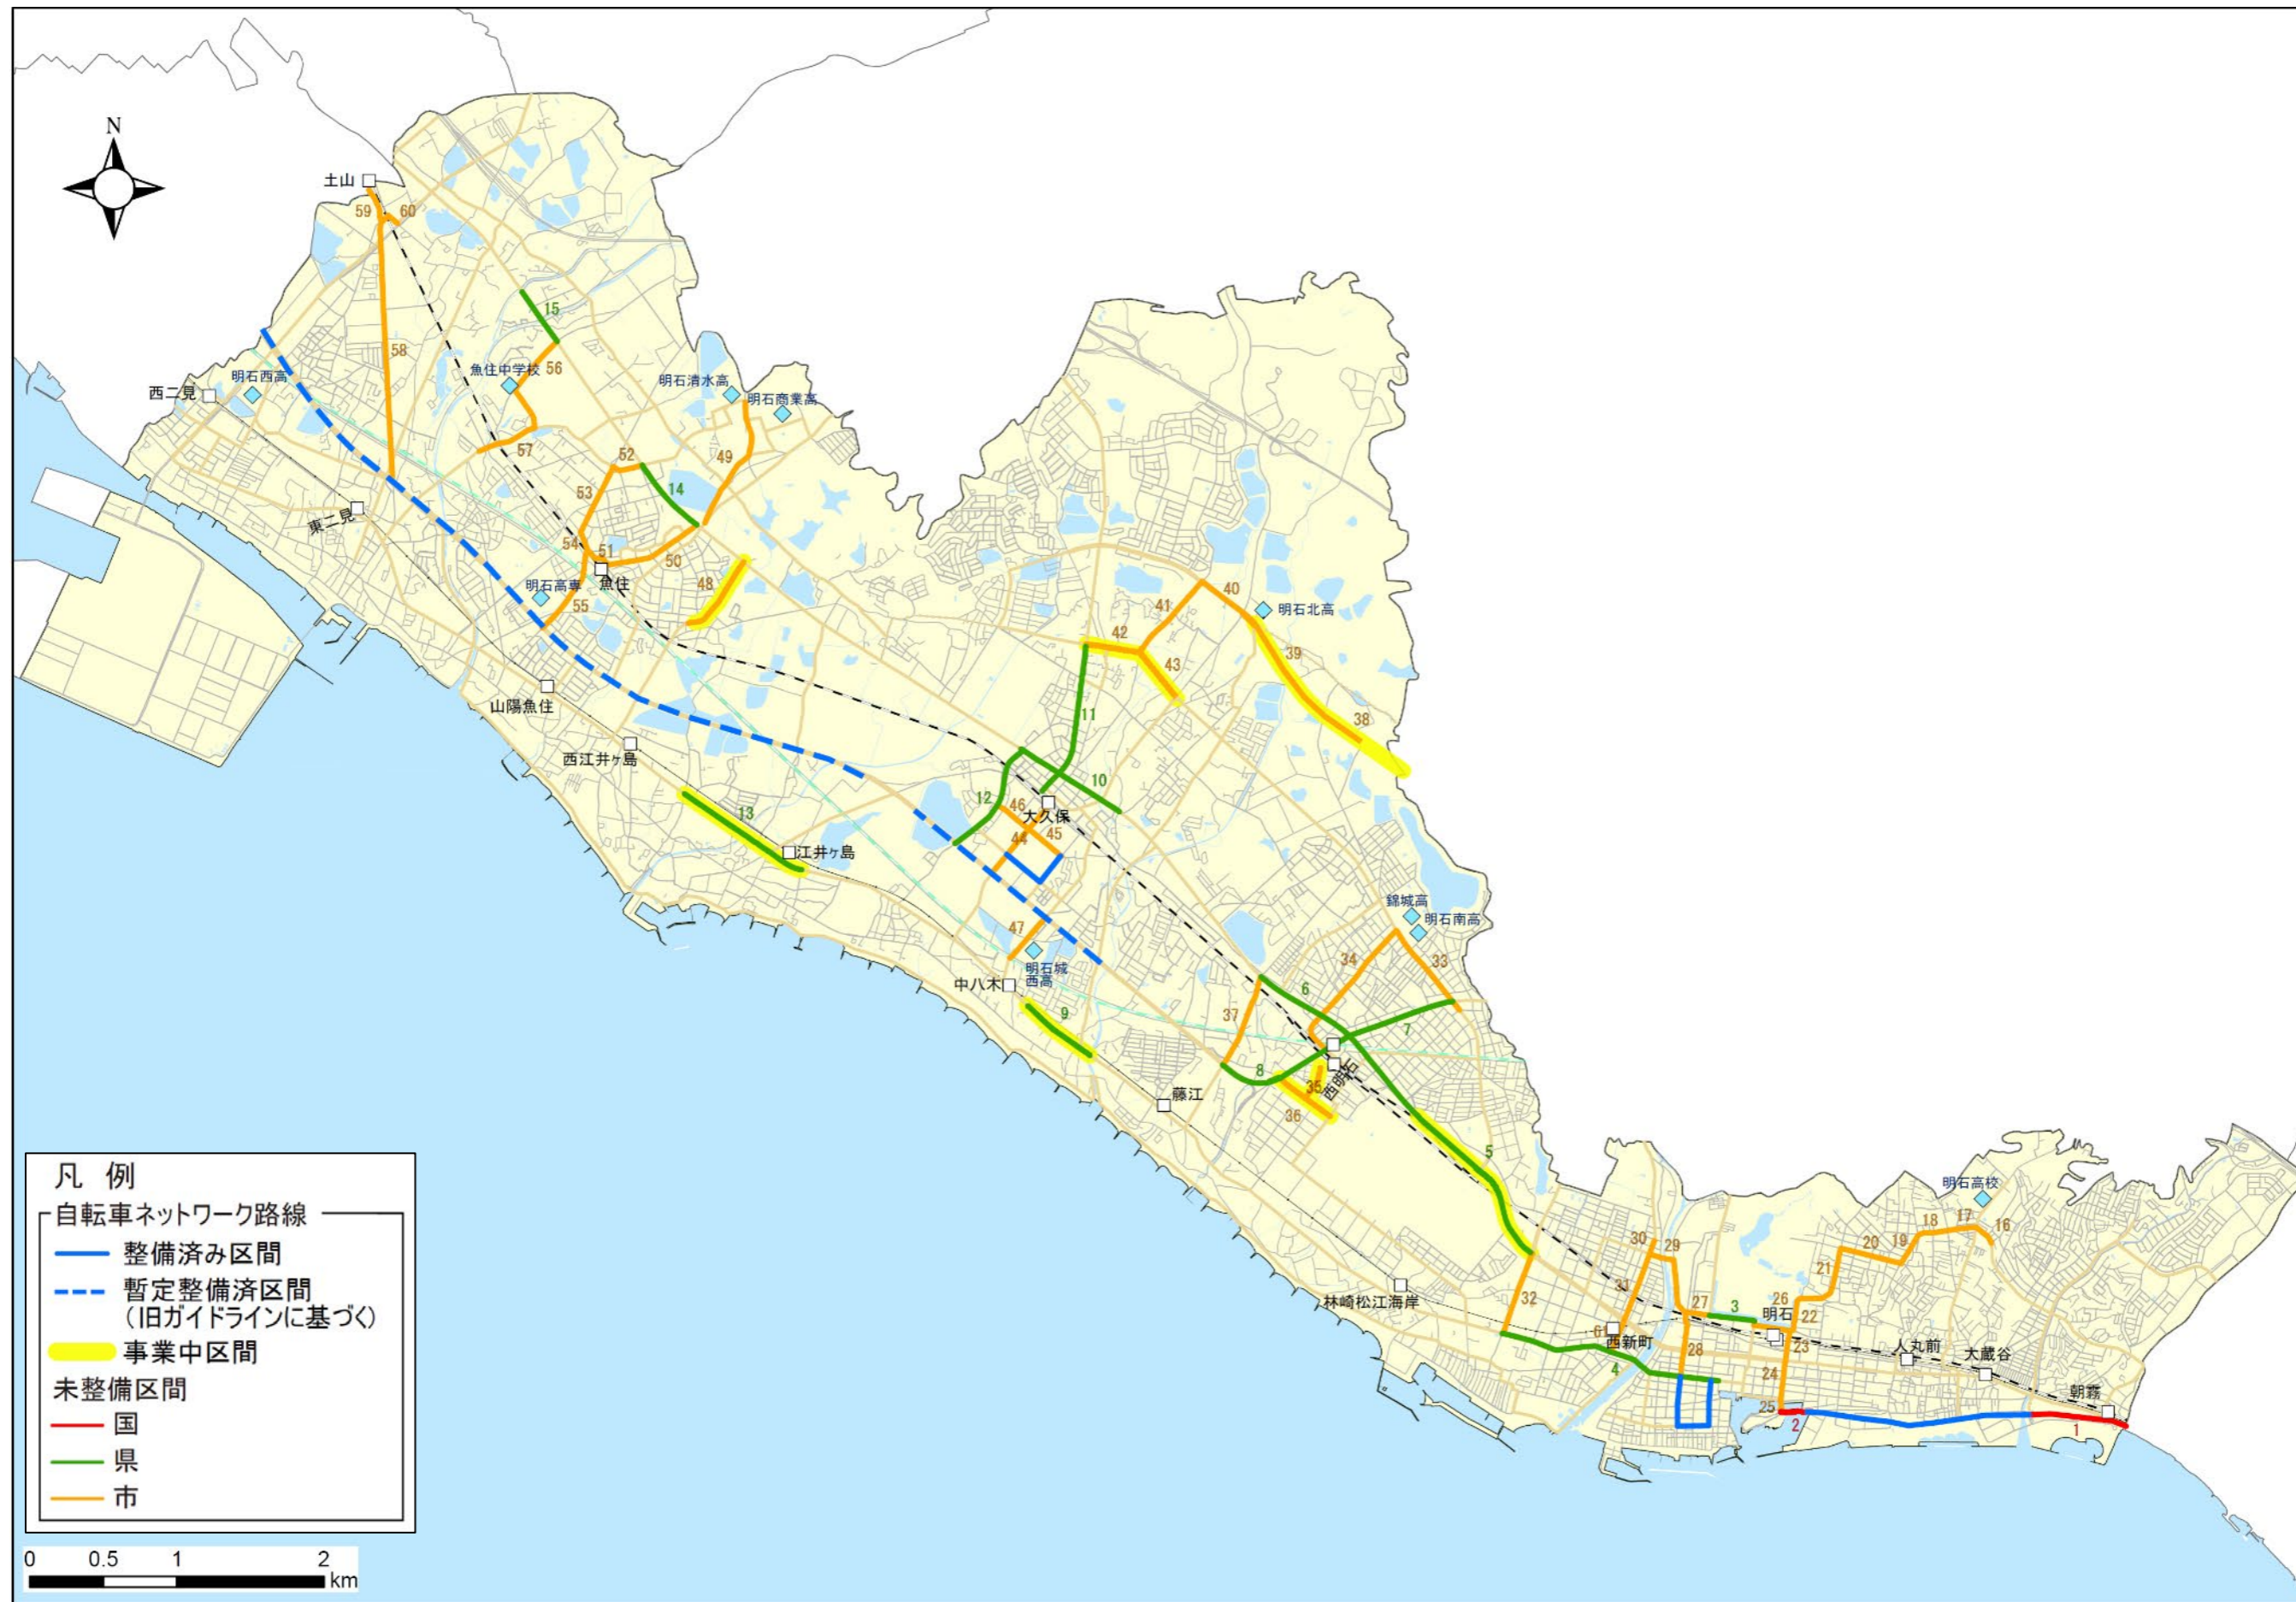 N
土山
59
60
15
58
魚住中学校
56
明石清水高
明石商業高
明石西高
西二見
57
52
49
53
14
東二見
54
51
50
魚住
明石高専
48
55
40
明石北高
41
42
39
43
山陽魚住
11
38
西江井ヶ島
10
12
13
46
大久保
44
45
江井ヶ島
錦城高
明石南高
47
34
33
明石城
西高
中八木
6
9
37
7
8
西明石
35
藤江
36
5
明石高校
17
16
18
30
29
19
20
31
21
林崎松江海岸
32
26
27
3
明石
22
61
西新町
23
人丸前
28
大蔵谷
4
24
朝霧
25
2
1
凡 例
自転車ネットワーク路線
整備済み区間
暫定整備済区間
(旧ガイドラインに基づく)
事業中区間
未整備区間
国
県
市
0 0.5 1 2
km